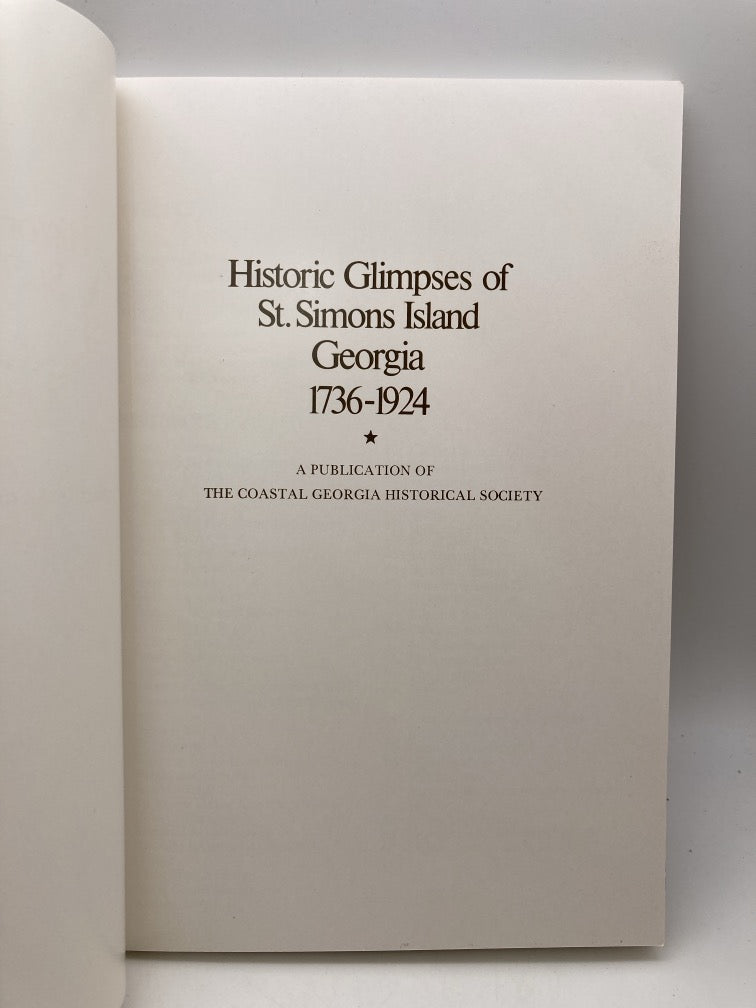 Historic Glimpses of
St. Simons Island
Georgia
1736-1924
★
A PUBLICATION OF
THE COASTAL GEORGIA HISTORICAL SOCIETY